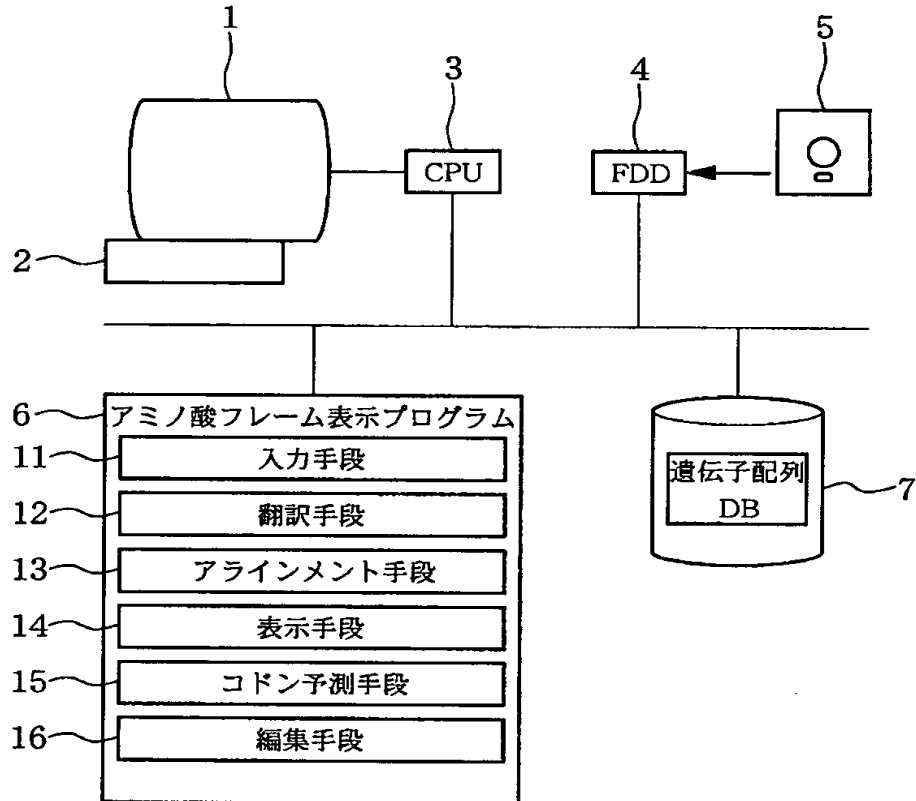 1
3
4
5
CPU
FDD
2
6
アミノ酸フレーム表示プログラム
11
入力手段
12
翻訳手段
13
アラインメント手段
14
表示手段
15
コドン予測手段
16
編集手段
遺伝子配列
DB
7